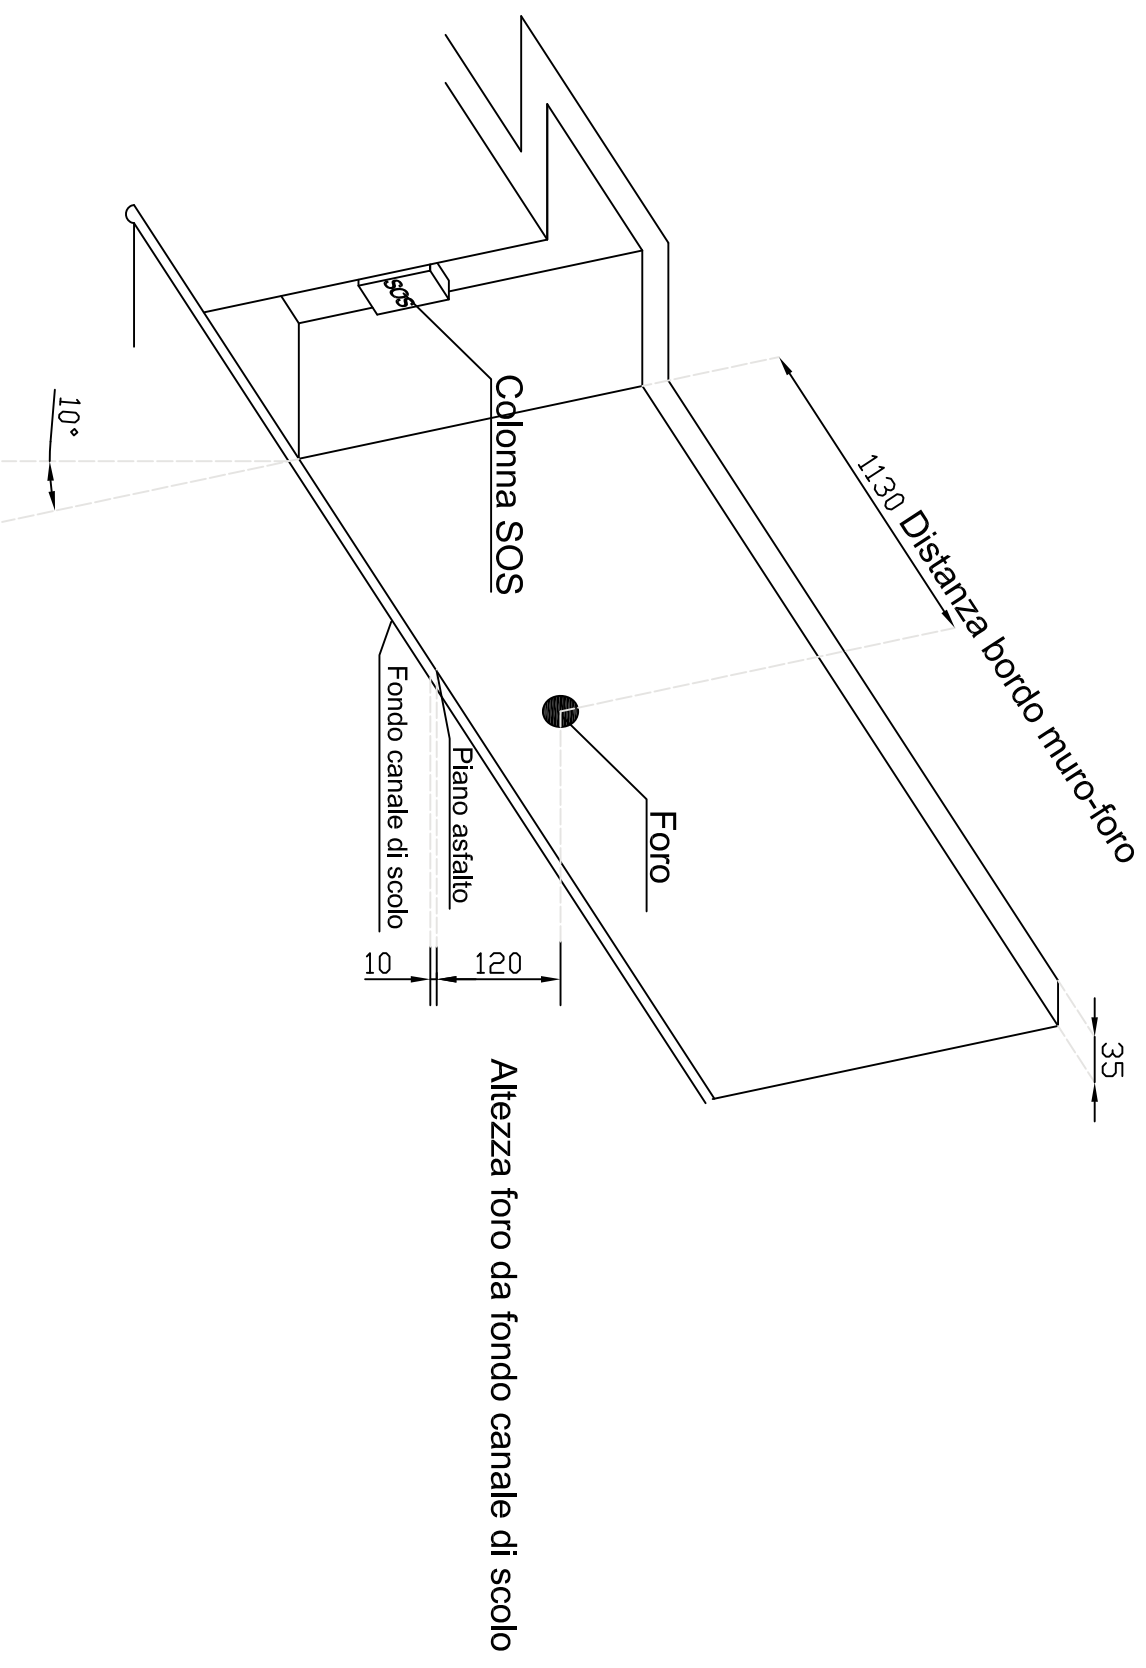 1130 Distanza bordo muro-foro
35
Foro
Colonna SOS
SOS
120
Altezza foro da fondo canale di scolo
Piano asfalto
Fondo canale di scolo
10
10°